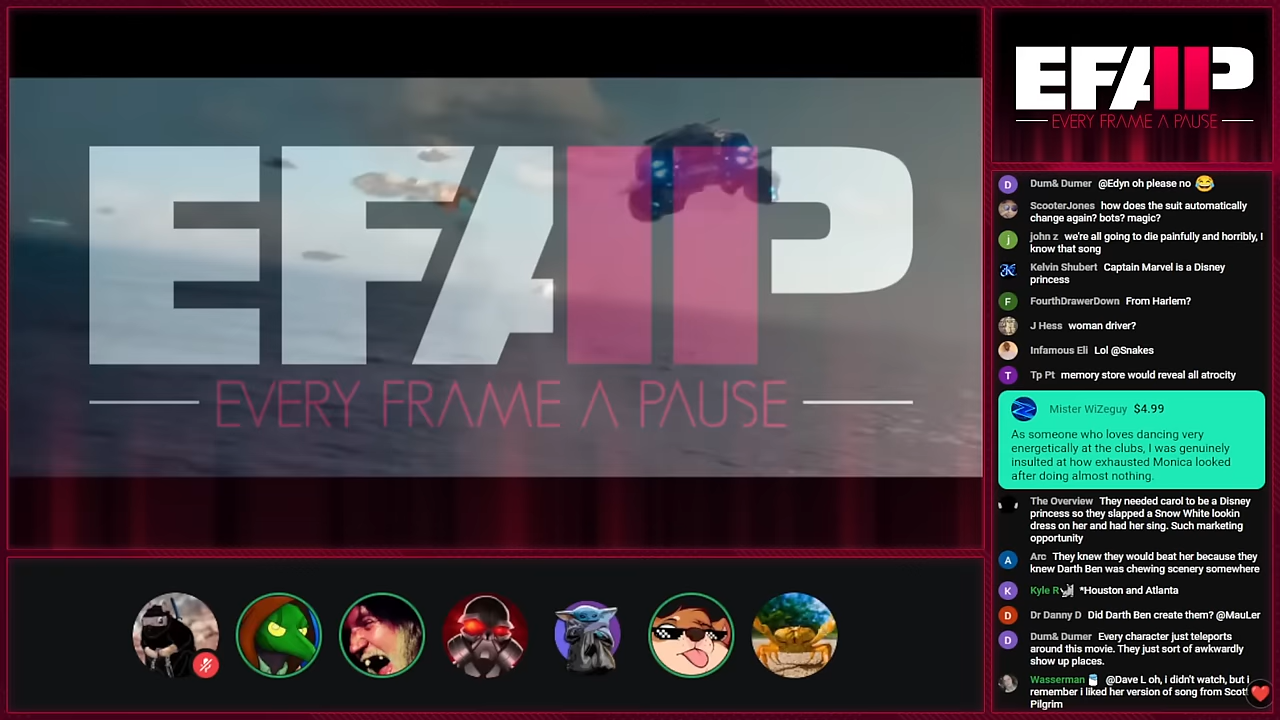 EFAP
EVERY FRAME A PAUSE
EFAP
EVERY FRAME A PAUSE
D Dum& Dumer @Edyn oh please no 😂
ScooterJones how does the suit automatically
change again? bots? magic?
j john z we're all going to die painfully and horribly, I
know that song
Kelvin Shubert Captain Marvel is a Disney
princess
F FourthDrawerDown From Harlem?
J Hess woman driver?
Infamous Eli Lol @Snakes
T Tp Pt memory store would reveal all atrocity
Mister WiZeguy $4.99
As someone who loves dancing very
energetically at the clubs, I was genuinely
insulted at how exhausted Monica looked
after doing almost nothing.
The Overview They needed carol to be a Disney
princess so they slapped a Snow White lookin
dress on her and had her sing. Such marketing
opportunity
A Arc They knew they would beat her because they
knew Darth Ben was chewing scenery somewhere
K Kyle R *Houston and Atlanta
D Dr Danny D Did Darth Ben create them? @MauLer
D Dum& Dumer Every character just teleports
around this movie. They just sort of awkwardly
show up places.
Wasserman @Dave L oh, i didn't watch, but i
remember i liked her version of song from Scott
Pilgrim